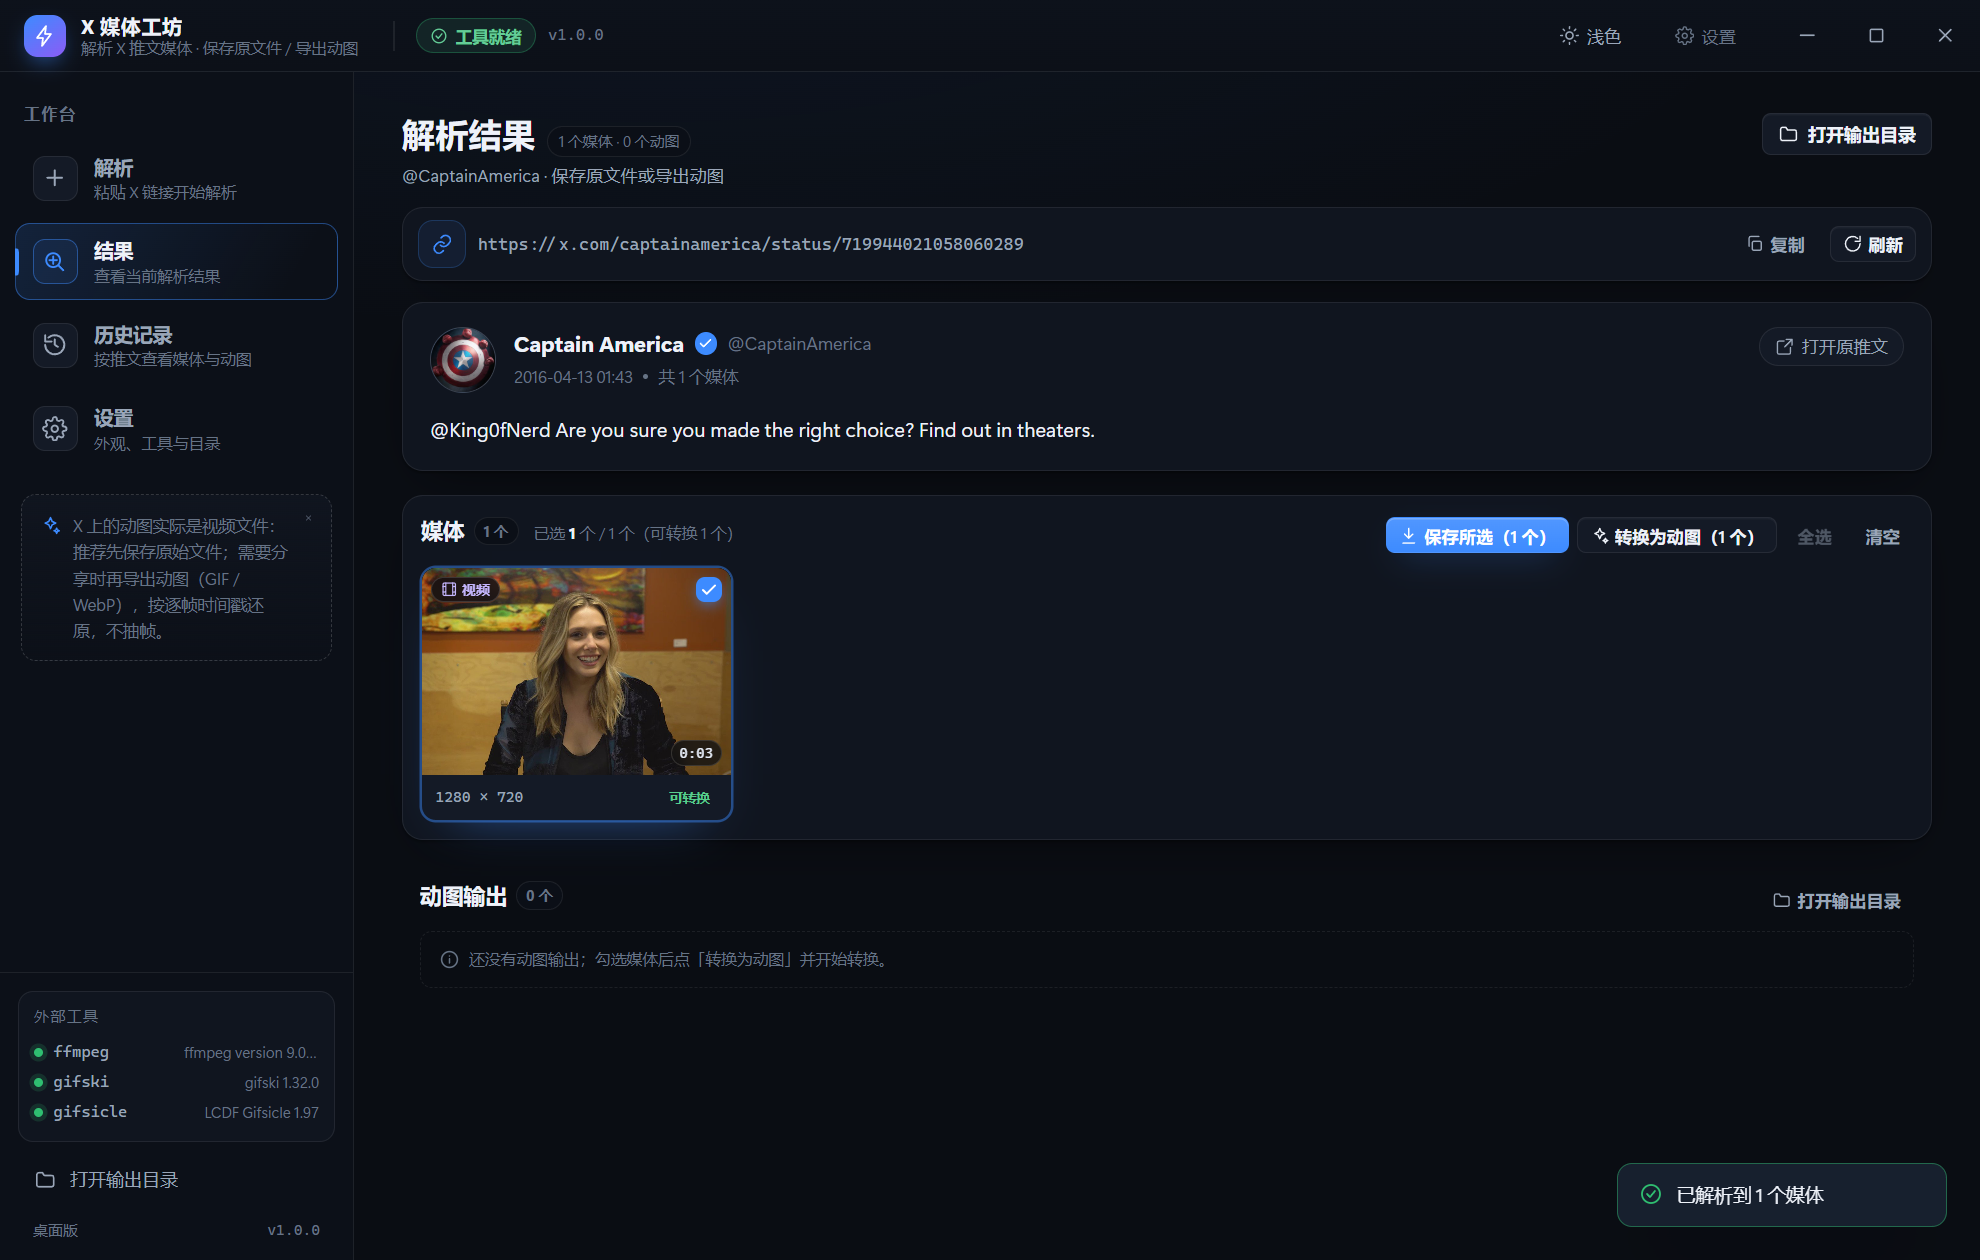 X 媒体工坊
解析 X 推文媒体 · 保存原文件 / 导出动图
工具就绪
v1.0.0
浅色
设置
工作台
解析
粘贴 X 链接开始解析
结果
查看当前解析结果
历史记录
按推文查看媒体与动图
设置
外观、工具与目录
X 上的动图实际是视频文件：
推荐先保存原始文件；需要分
享时再导出动图（GIF /
WebP），按逐帧时间戳还
原，不抽帧。
×
外部工具
ffmpeg
ffmpeg version 9.0...
gifski
gifski 1.32.0
gifsicle
LCDF Gifsicle 1.97
打开输出目录
桌面版
v1.0.0
解析结果
1 个媒体 · 0 个动图
@CaptainAmerica · 保存原文件或导出动图
打开输出目录
https://x.com/captainamerica/status/719944021058060289
复制
刷新
Captain America
@CaptainAmerica
2016-04-13 01:43 • 共 1 个媒体
打开原推文
@King0fNerd Are you sure you made the right choice? Find out in theaters.
媒体
1 个
已选 1 个 / 1 个（可转换 1 个）
保存所选（1 个）
转换为动图（1 个）
全选
清空
视频
0:03
1280 × 720
可转换
动图输出
0 个
打开输出目录
还没有动图输出；勾选媒体后点「转换为动图」并开始转换。
已解析到 1 个媒体